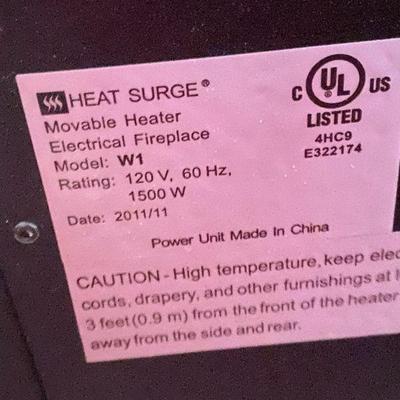 HEAT SURGE®
Movable Heater
Electrical Fireplace
Model: W1
Rating: 120 V, 60 Hz,
1500 W
Date: 2011/11
C UL US
®
LISTED
4HC9
E322174
Power Unit Made In China
CAUTION - High temperature, keep elec
cords, drapery, and other furnishings at l
3 feet (0.9 m) from the front of the heater
away from the side and rear.